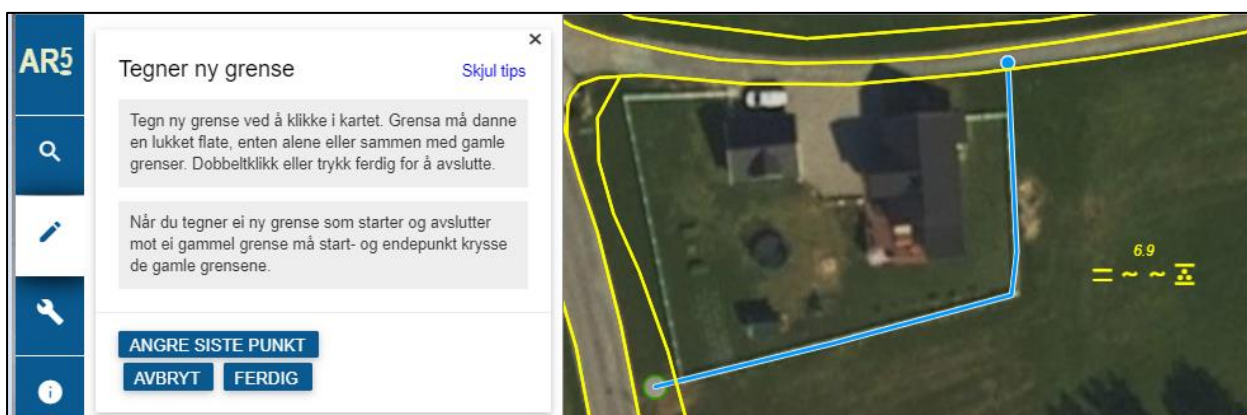 AR5
×
Tegner ny grense
Skjul tips
Tegn ny grense ved å klikke i kartet. Grensa må danne
en lukket flate, enten alene eller sammen med gamle
grenser. Dobbeltklikk eller trykk ferdig for å avslutte.
Når du tegner ei ny grense som starter og avslutter
mot ei gammel grense må start- og endepunkt krysse
de gamle grensene.
ANGRE SISTE PUNKT
AVBRYT FERDIG
6.9